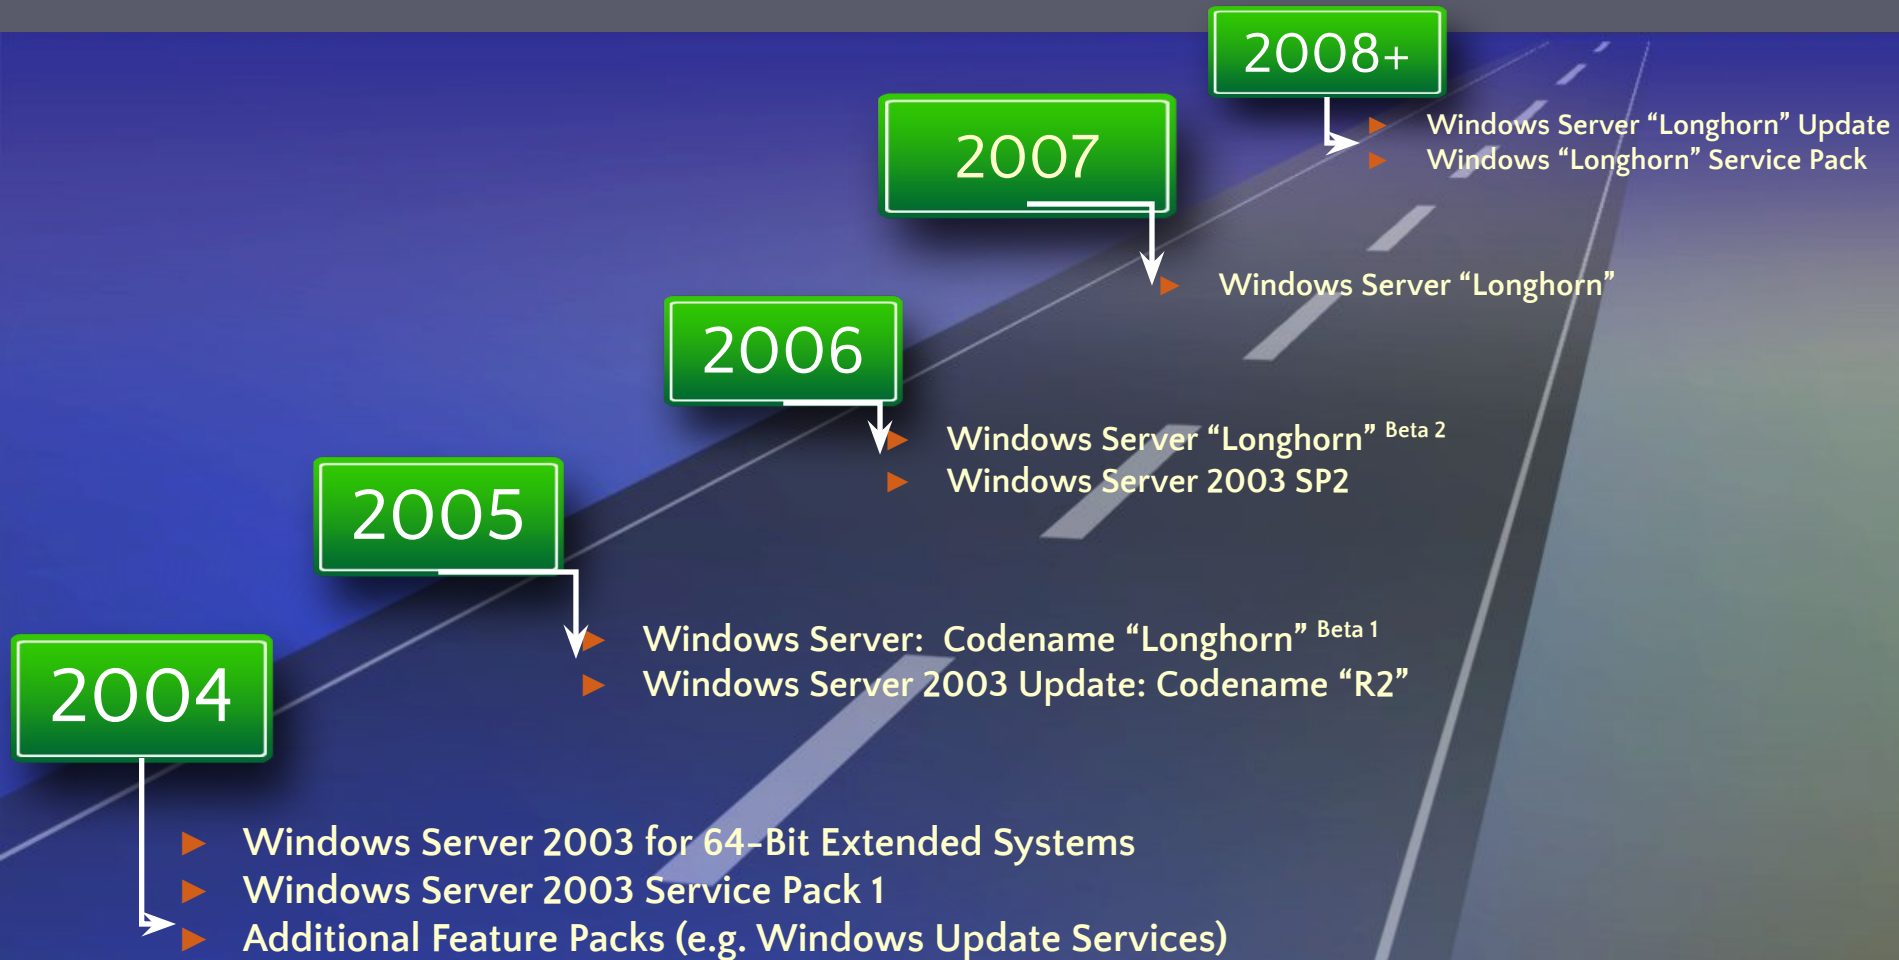 2008+
Windows Server “Longhorn” Update
Windows “Longhorn” Service Pack
2007
Windows Server “Longhorn”
2006
Windows Server “Longhorn” Beta 2
Windows Server 2003 SP2
2005
Windows Server:  Codename “Longhorn” Beta 1
Windows Server 2003 Update: Codename “R2”
2004
Windows Server 2003 for 64-Bit Extended Systems
Windows Server 2003 Service Pack 1
Additional Feature Packs (e.g. Windows Update Services)